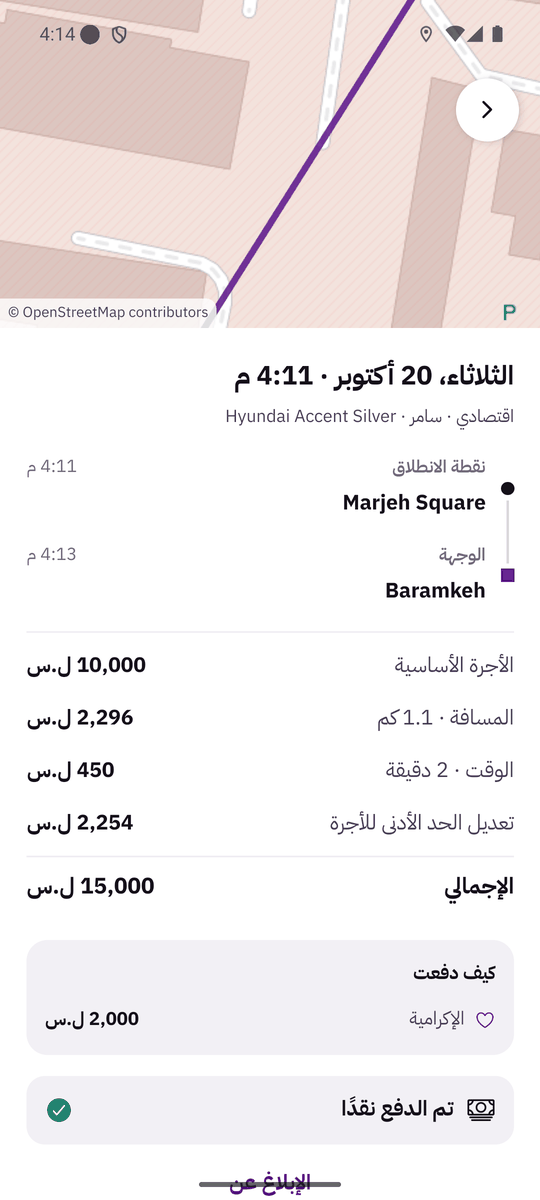 4:14
© OpenStreetMap contributors
P
الثلاثاء، 20 أكتوبر · 4:11 م
اقتصادي · سامر · Hyundai Accent Silver
نقطة الانطلاق 4:11 م
Marjeh Square
الوجهة 4:13 م
Baramkeh
الأجرة الأساسية 10,000 ل.س
المسافة · 1.1 كم 2,296 ل.س
الوقت · 2 دقيقة 450 ل.س
تعديل الحد الأدنى للأجرة 2,254 ل.س
الإجمالي 15,000 ل.س
كيف دفعت
الإكرامية 2,000 ل.س
تم الدفع نقدًا
الإبلاغ عن